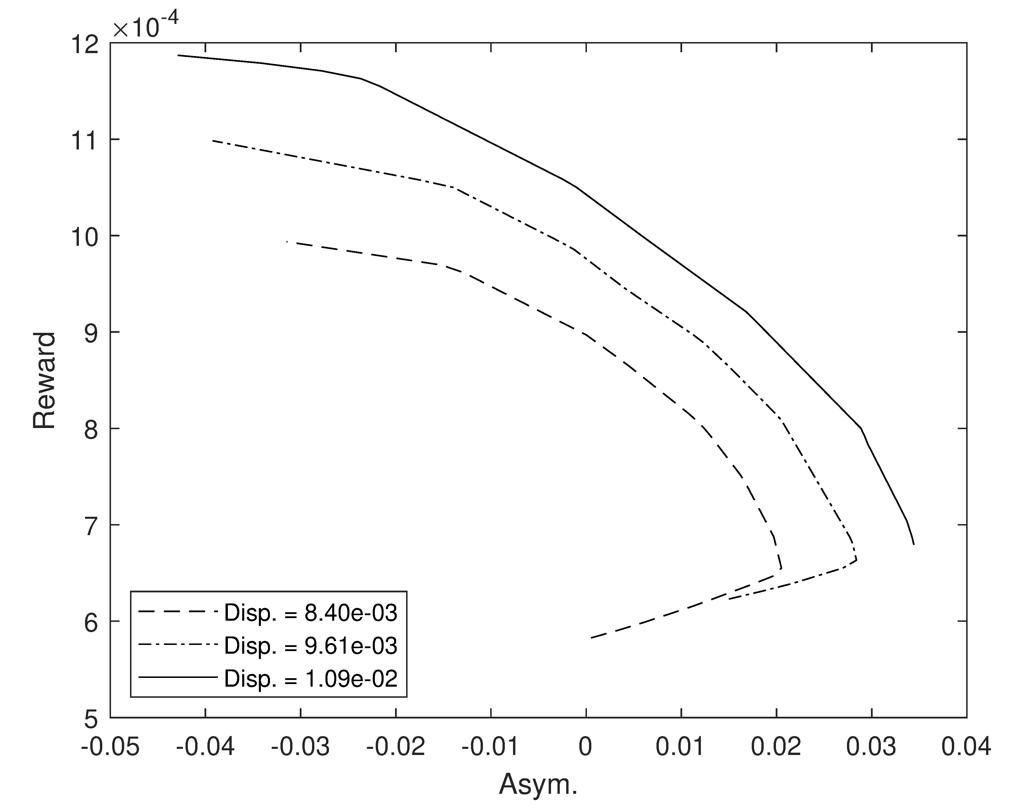 ×10-4
12
11
10
9
8
7
6
5
Reward
Disp. = 8.40e-03
Disp. = 9.61e-03
Disp. = 1.09e-02
-0.05 -0.04 -0.03 -0.02 -0.01 0 0.01 0.02 0.03 0.04
Asym.